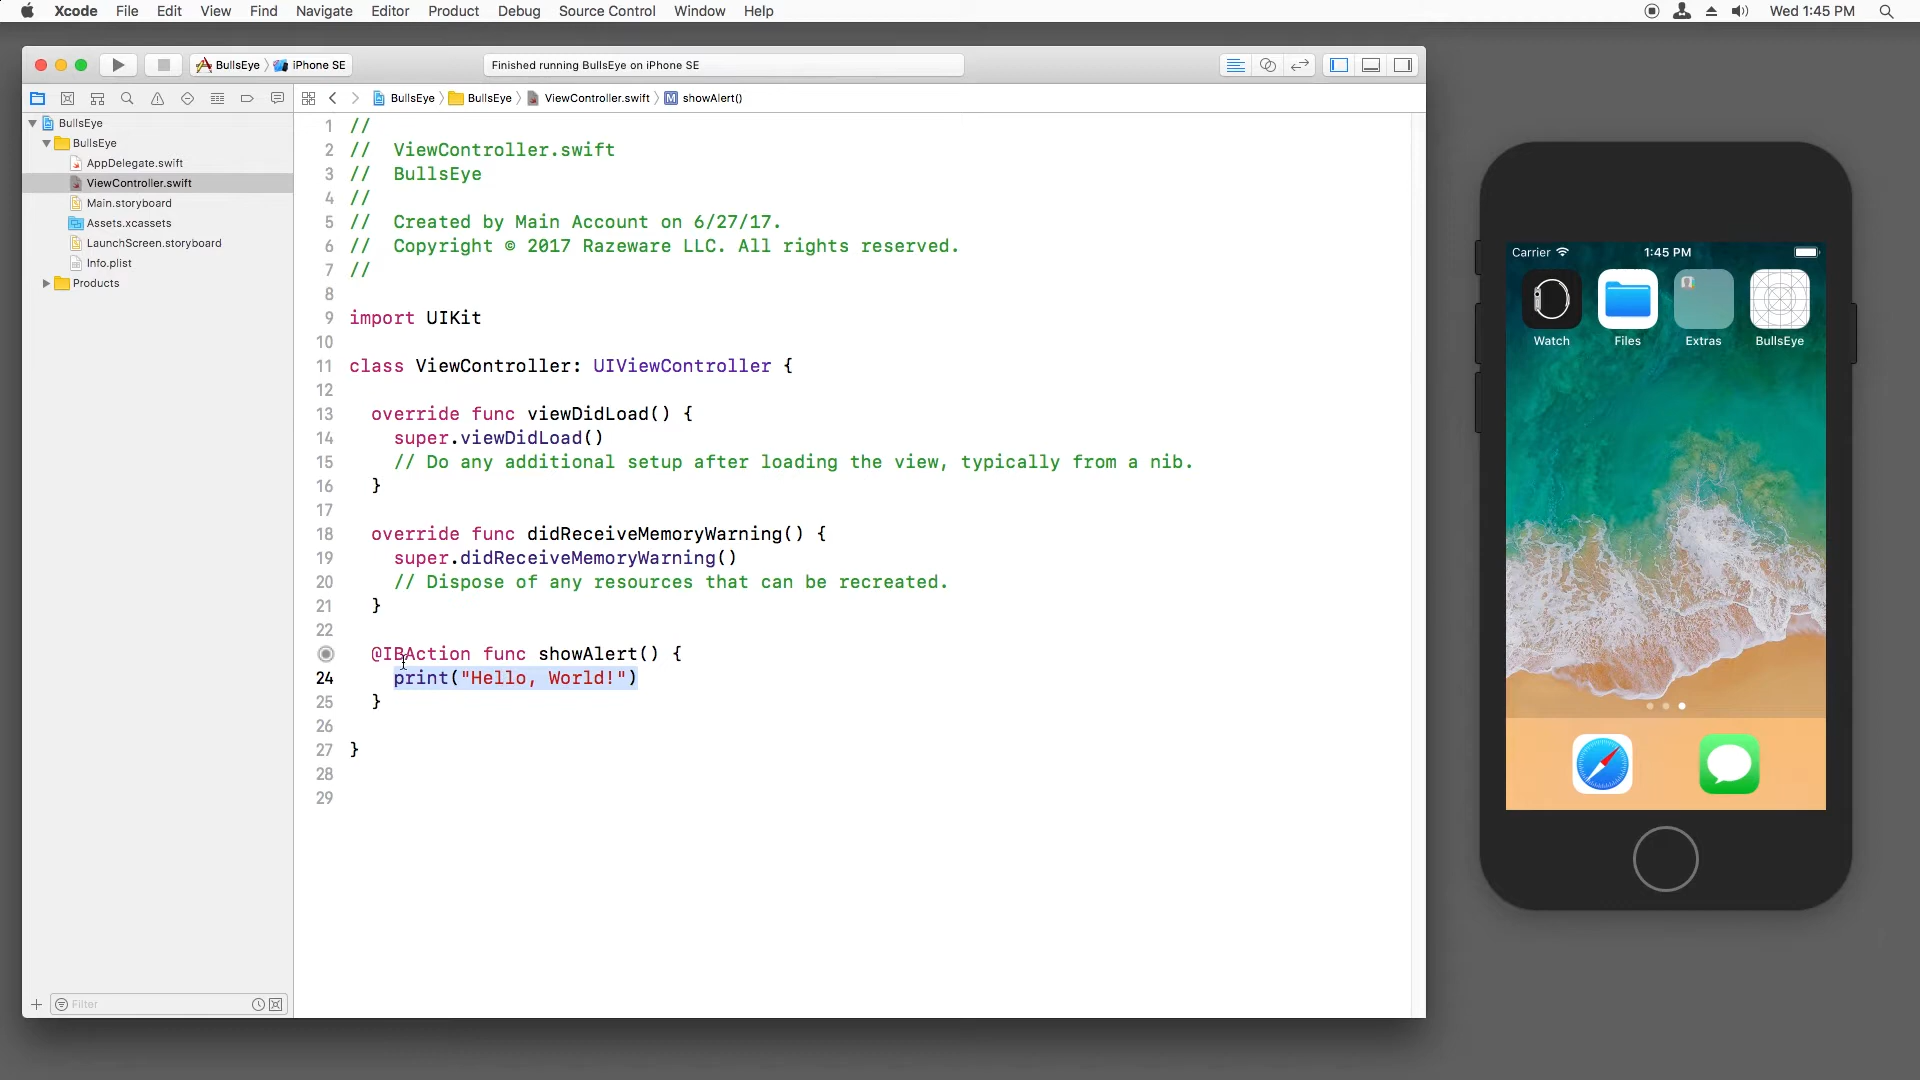 Xcode File Edit View Find Navigate Editor Product Debug Source Control Window Help Wed 1:45 PM
BullsEye iPhone SE Finished running BullsEye on iPhone SE
BullsEye BullsEye ViewController.swift M showAlert()
BullsEye
BullsEye
AppDelegate.swift
ViewController.swift
Main.storyboard
Assets.xcassets
LaunchScreen.storyboard
Info.plist
Products
Filter
1 //
2 //  ViewController.swift
3 //  BullsEye
4 //
5 //  Created by Main Account on 6/27/17.
6 //  Copyright © 2017 Razeware LLC. All rights reserved.
7 //
8
9 import UIKit
10
11 class ViewController: UIViewController {
12
13   override func viewDidLoad() {
14     super.viewDidLoad()
15     // Do any additional setup after loading the view, typically from a nib.
16   }
17
18   override func didReceiveMemoryWarning() {
19     super.didReceiveMemoryWarning()
20     // Dispose of any resources that can be recreated.
21   }
22
@IBAction func showAlert() {
24     print("Hello, World!")
25   }
26
27 }
28
29
Carrier 1:45 PM
Watch Files Extras BullsEye